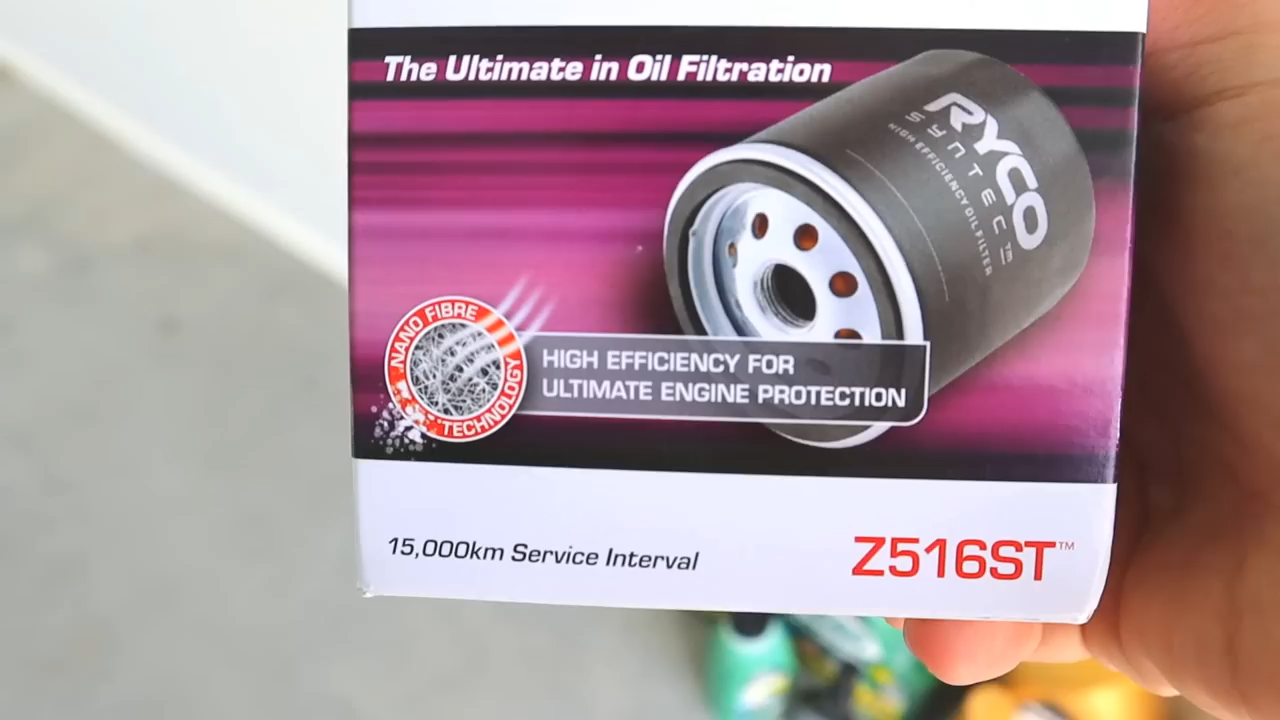 The Ultimate in Oil Filtration
RYCO
SYNTEC™
HIGH EFFICIENCY OIL FILTER
NANO FIBRE
TECHNOLOGY
HIGH EFFICIENCY FOR
ULTIMATE ENGINE PROTECTION
15,000km Service Interval
Z516ST™